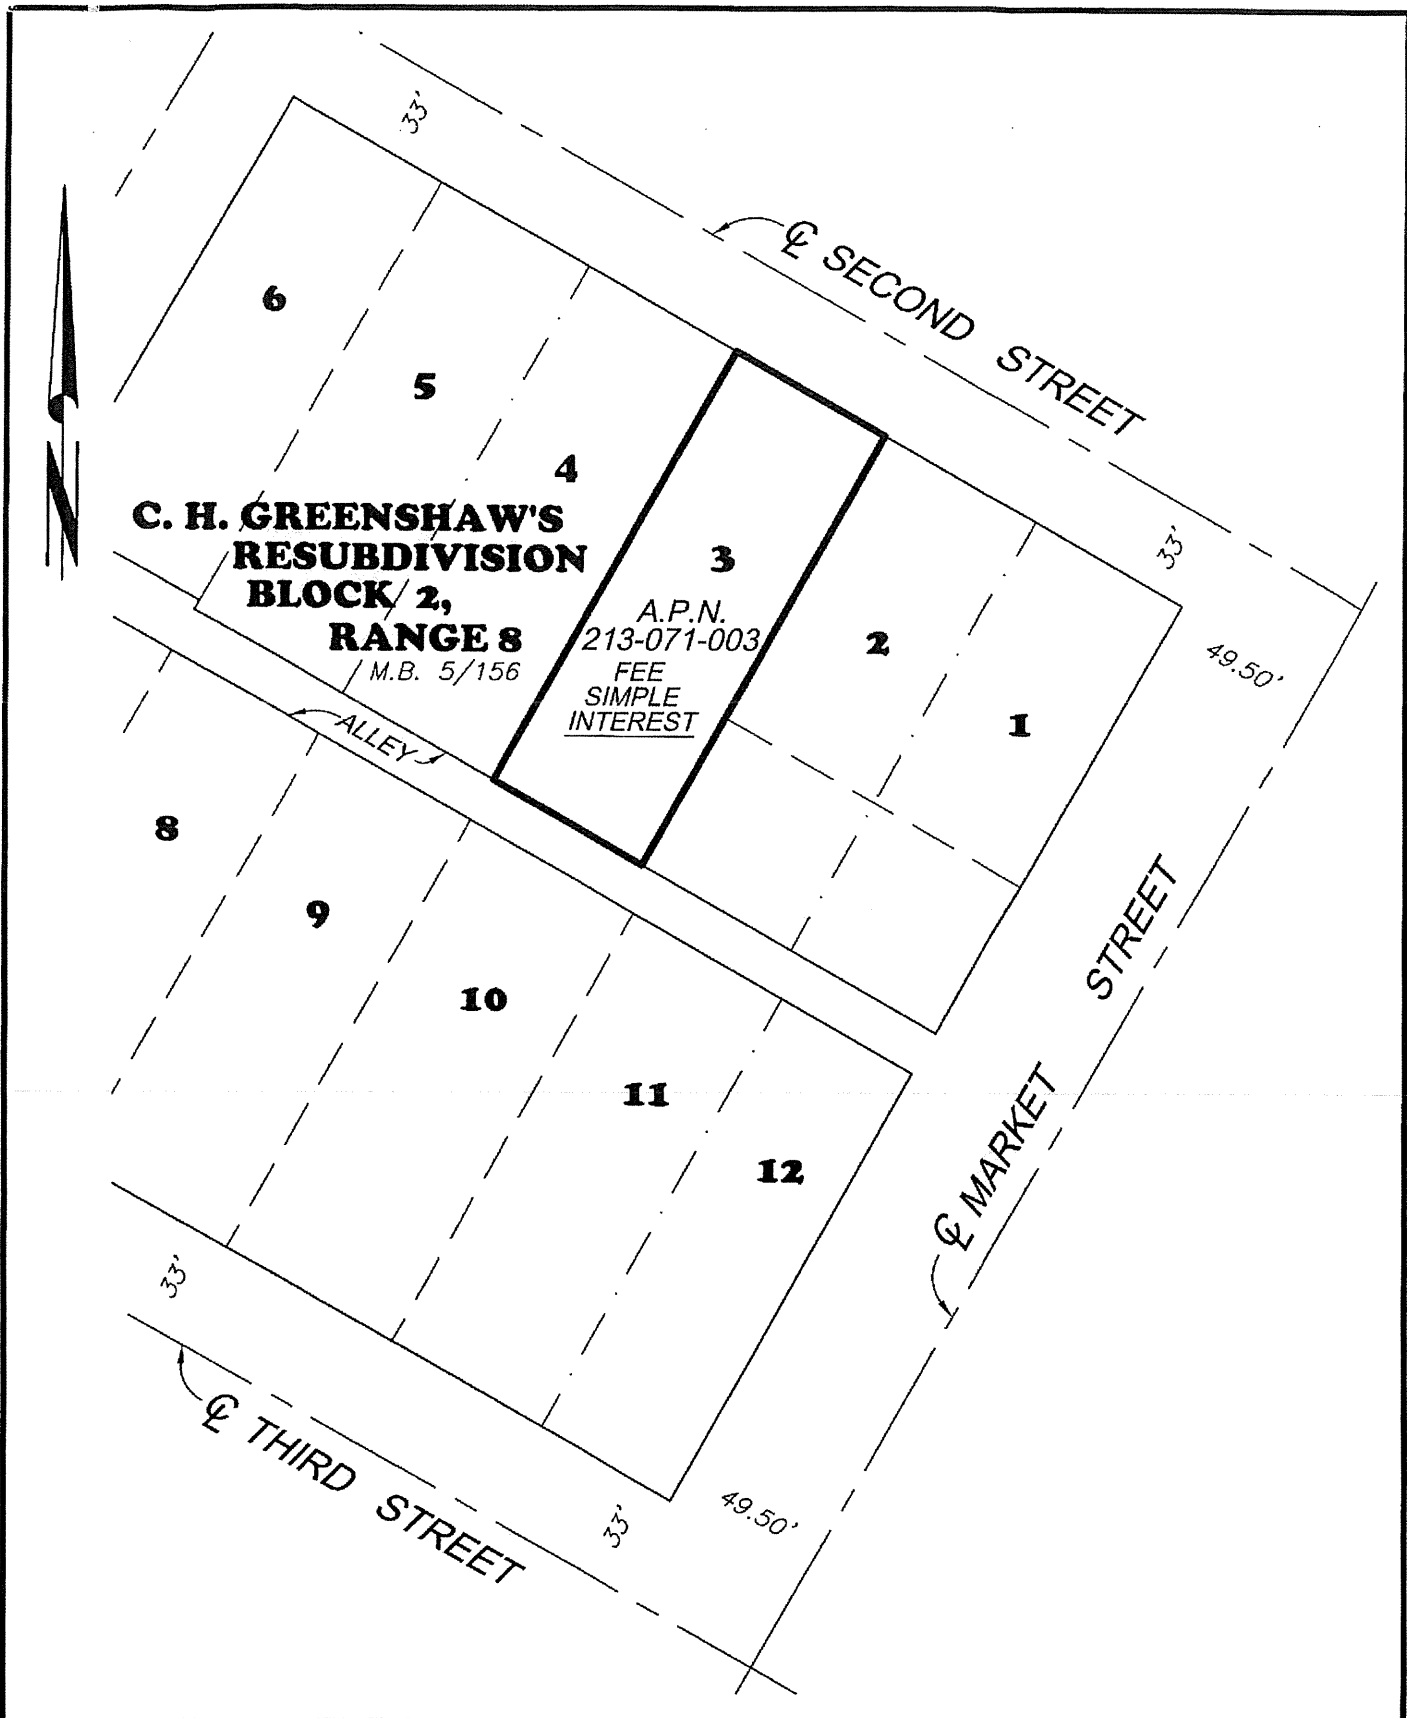 33'
℄ SECOND STREET
6
5
4
C. H. GREENSHAW'S
RESUBDIVISION
BLOCK 2,
RANGE 8
M.B. 5/156
3
A.P.N.
213-071-003
FEE
SIMPLE
INTEREST
2
1
33'
49.50'
N
ALLEY
8
9
10
11
12
℄ MARKET STREET
33'
℄ THIRD STREET
33'
49.50'